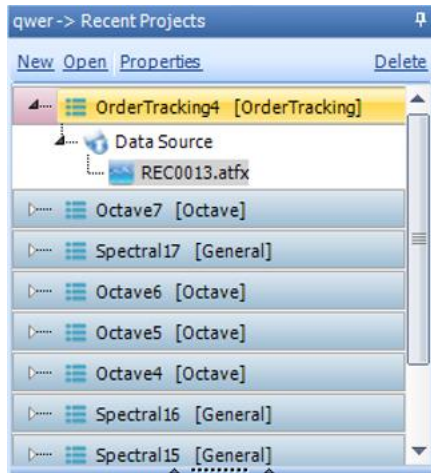 qwer -> Recent Projects
New Open Properties Delete
OrderTracking4 [OrderTracking]
Data Source
REC0013.atfx
Octave7 [Octave]
Spectral17 [General]
Octave6 [Octave]
Octave5 [Octave]
Octave4 [Octave]
Spectral16 [General]
Spectral15 [General]